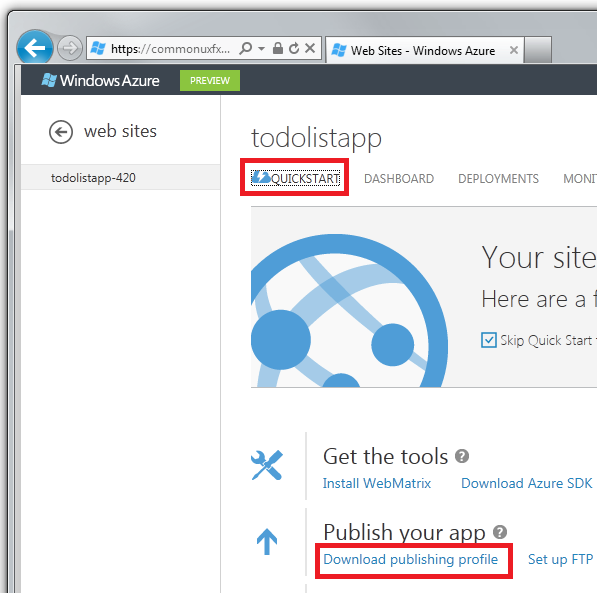 https://commonuxfx...
Web Sites - Windows Azure
Windows Azure
PREVIEW
web sites
todolistapp-420
todolistapp
QUICKSTART
DASHBOARD
DEPLOYMENTS
MONI
Your site
Here are a f
Skip Quick Start
Get the tools ?
Install WebMatrix
Download Azure SDK
Publish your app ?
Download publishing profile
Set up FTP